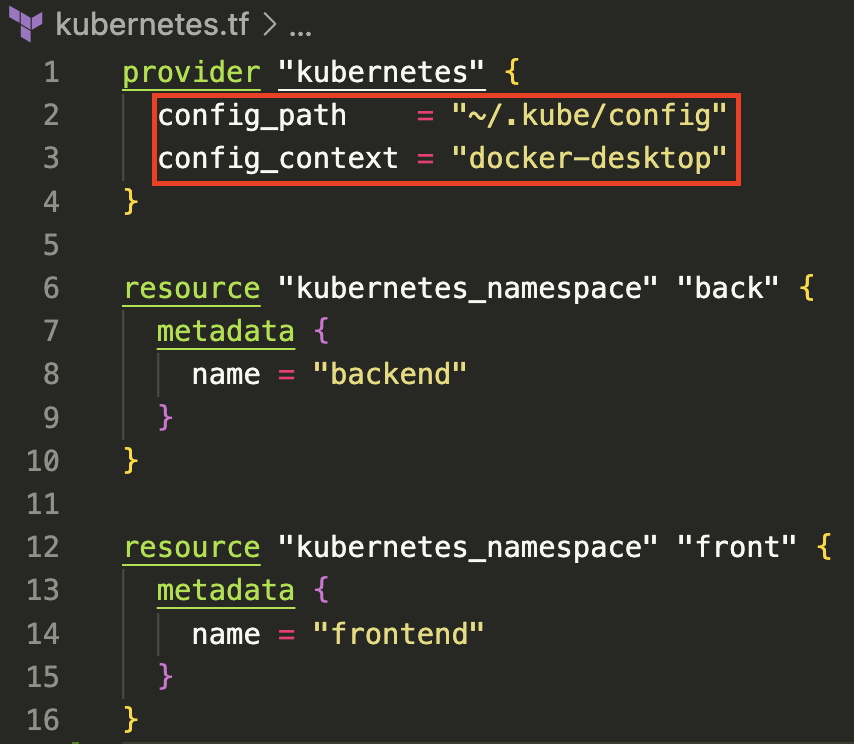 kubernetes.tf > ...
1 provider "kubernetes" {
2 config_path    = "~/.kube/config"
3 config_context = "docker-desktop"
4 }
5
6 resource "kubernetes_namespace" "back" {
7 metadata {
8 name = "backend"
9 }
10 }
11
12 resource "kubernetes_namespace" "front" {
13 metadata {
14 name = "frontend"
15 }
16 }